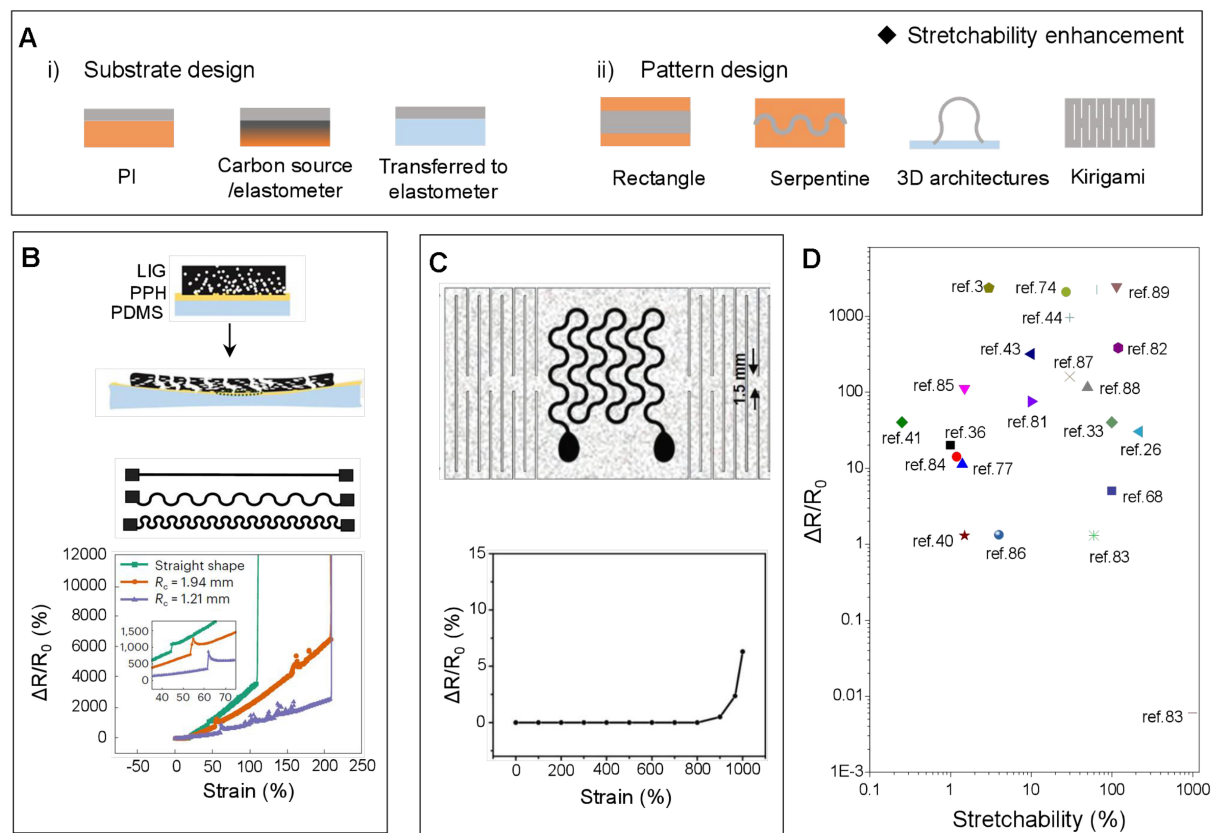 A
◆ Stretchability enhancement
i) Substrate design
ii) Pattern design
PI
Carbon source
/elastometer
Transferred to
elastometer
Rectangle
Serpentine
3D architectures
Kirigami
B
LIG
PPH
PDMS
12000
10000
8000
6000
4000
2000
0
ΔR/R0 (%)
Straight shape
Rc = 1.94 mm
Rc = 1.21 mm
1,500
1000
500
0
40 50 60 70
-50 0 50 100 150 200 250
Strain (%)
C
1.5 mm
15
10
5
0
ΔR/R0 (%)
0 200 400 600 800 1000
Strain (%)
D
1000
100
10
1
0.1
0.01
1E-3
ΔR/R0
ref.3
ref.74
ref.89
ref.44
ref.43
ref.87
ref.82
ref.85
ref.88
ref.81
ref.41
ref.36
ref.33
ref.26
ref.84
ref.77
ref.68
ref.40
ref.86
ref.83
ref.83
0.1 1 10 100 1000
Stretchability (%)